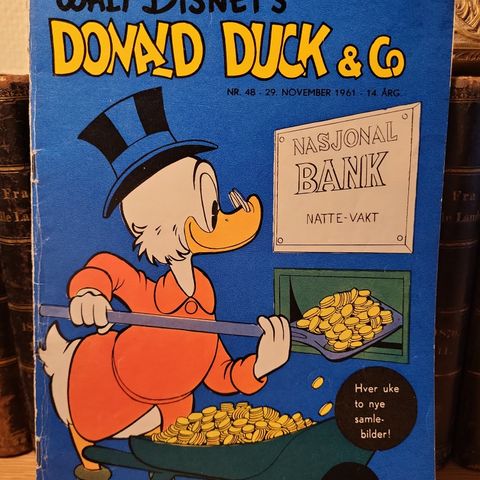 WALT DISNEY'S
DONALD DUCK & Co
NR. 48 - 29. NOVEMBER 1961 - 14. ÅRG.
NASJONAL
BANK
NATTE-VAKT
Hver uke
to nye
samle-
bilder!